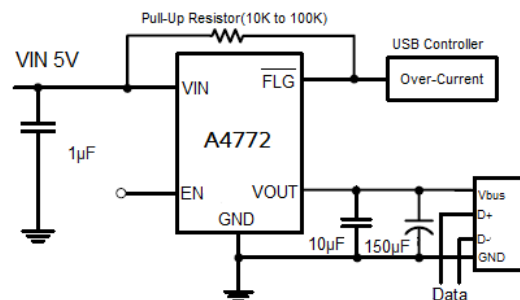 Pull-Up Resistor(10K to 100K)
USB Controller
VIN 5V
VIN
FLG
Over-Current
A4772
1µF
EN
VOUT
GND
10µF
150µF
Vbus
D+
D-
GND
Data